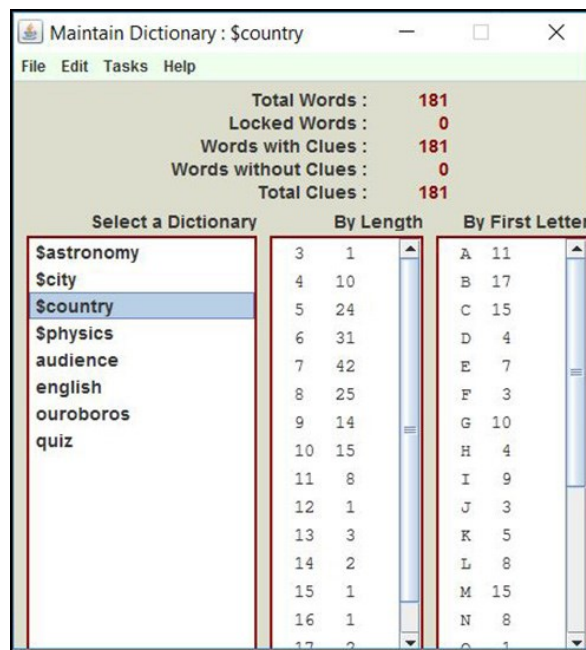 Maintain Dictionary : $country
File Edit Tasks Help
Total Words : 181
Locked Words : 0
Words with Clues : 181
Words without Clues : 0
Total Clues : 181
Select a Dictionary By Length By First Letter
$astronomy 3 1 A 11
$city 4 10 B 17
$country 5 24 C 15
$physics 6 31 D 4
audience 7 42 E 7
english 8 25 F 3
ouroboros 9 14 G 10
quiz 10 15 H 4
11 8 I 9
12 1 J 3
13 3 K 5
14 2 L 8
15 1 M 15
16 1 N 8
17 2 O 1